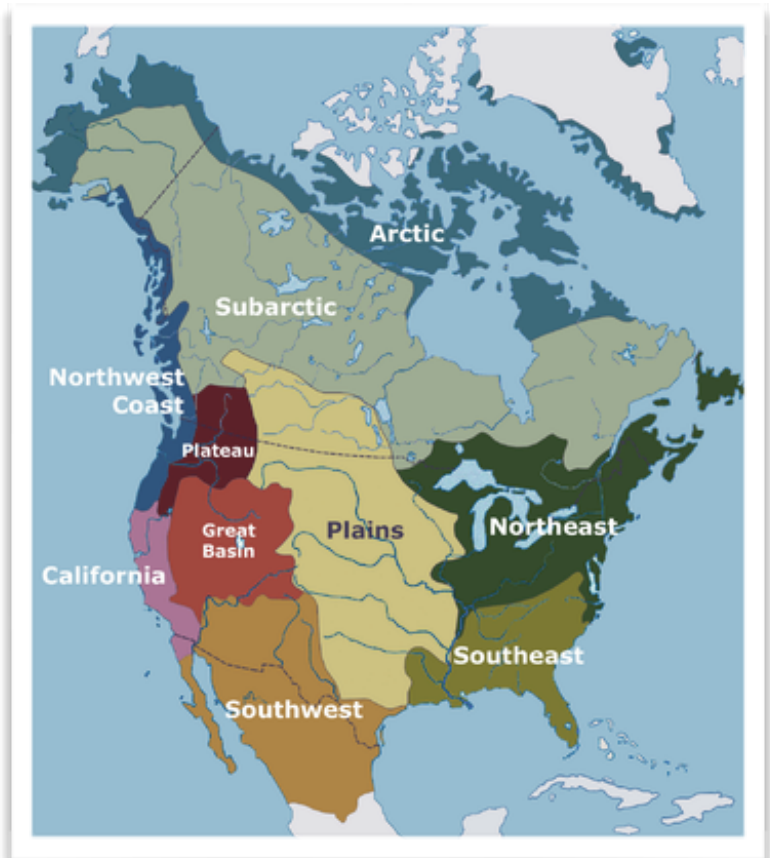 Arctic
Subarctic
Northwest
Coast
Plateau
Great
Basin
Plains
Northeast
California
Southeast
Southwest